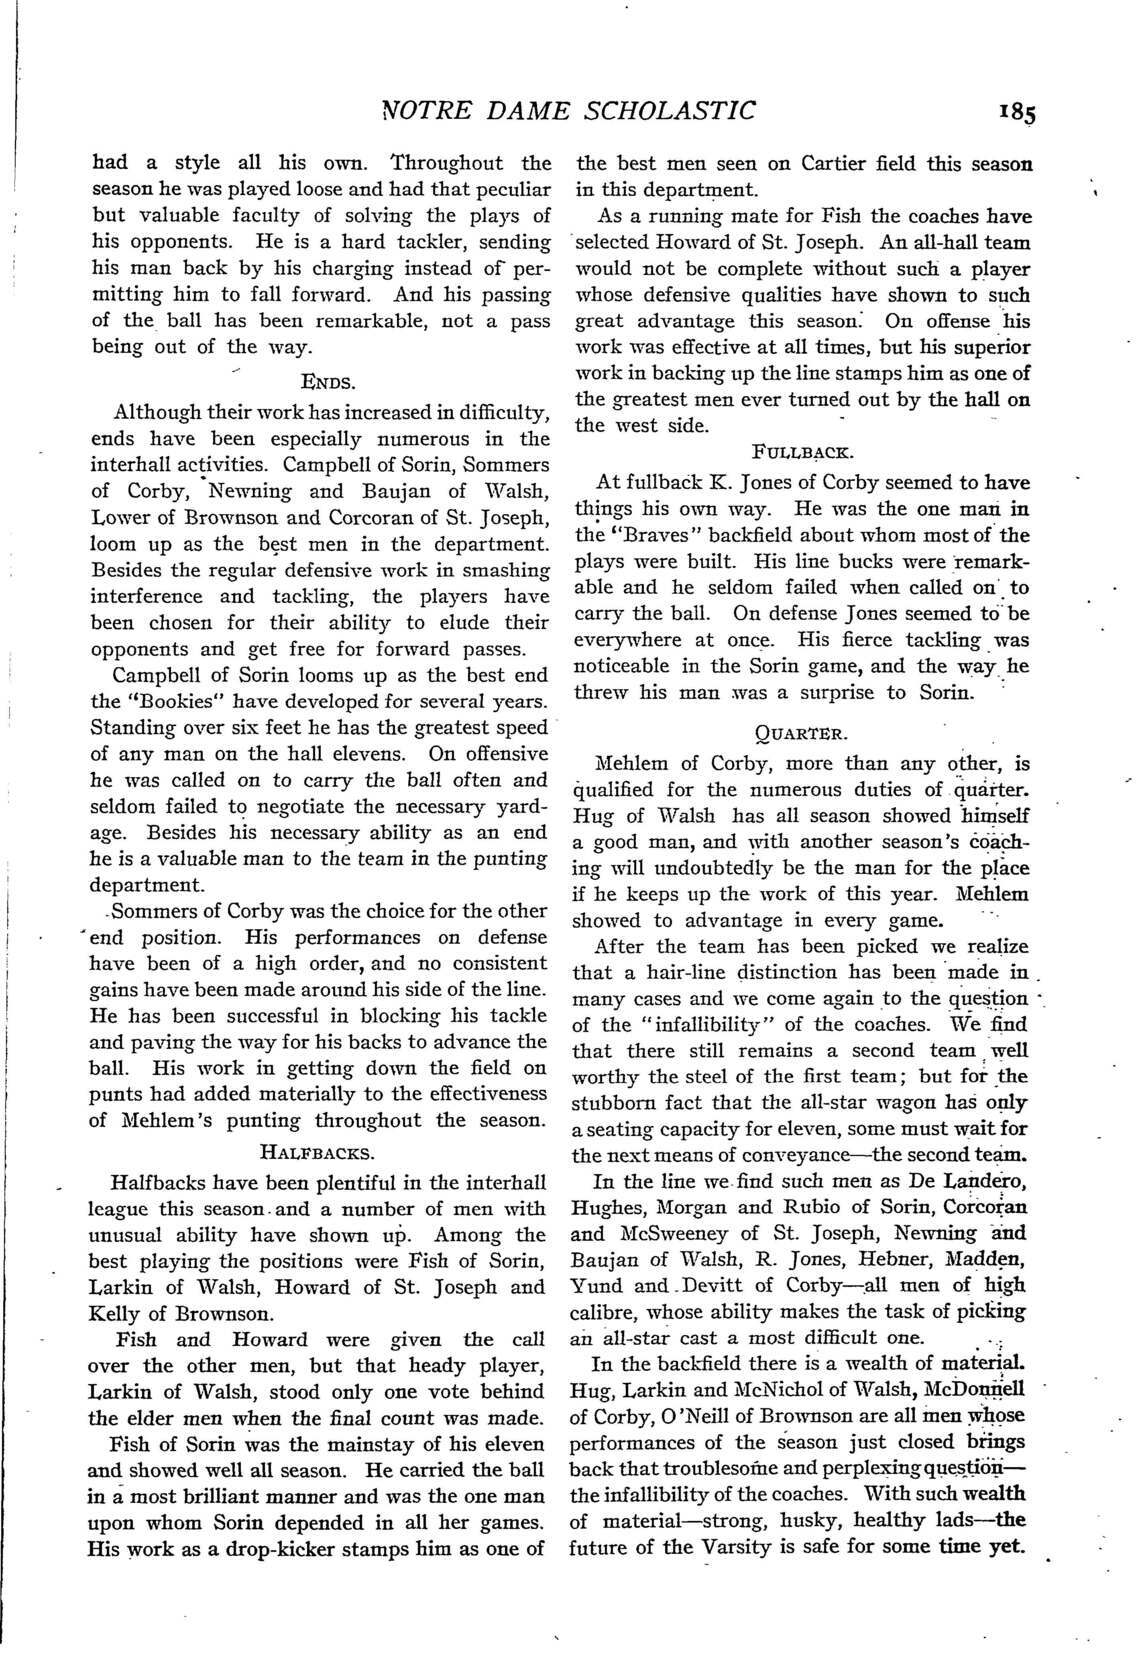 NOTRE DAME SCHOLASTIC 185
had a style all his own. Throughout the
season he was played loose and had that peculiar
but valuable faculty of solving the plays of
his opponents. He is a hard tackler, sending
his man back by his charging instead of per-
mitting him to fall forward. And his passing
of the ball has been remarkable, not a pass
being out of the way.
ENDS.
Although their work has increased in difficulty,
ends have been especially numerous in the
interhall activities. Campbell of Sorin, Sommers
of Corby, Newning and Baujan of Walsh,
Lower of Brownson and Corcoran of St. Joseph,
loom up as the best men in the department.
Besides the regular defensive work in smashing
interference and tackling, the players have
been chosen for their ability to elude their
opponents and get free for forward passes.
Campbell of Sorin looms up as the best end
the "Bookies" have developed for several years.
Standing over six feet he has the greatest speed
of any man on the hall elevens. On offensive
he was called on to carry the ball often and
seldom failed to negotiate the necessary yard-
age. Besides his necessary ability as an end
he is a valuable man to the team in the punting
department.
Sommers of Corby was the choice for the other
end position. His performances on defense
have been of a high order, and no consistent
gains have been made around his side of the line.
He has been successful in blocking his tackle
and paving the way for his backs to advance the
ball. His work in getting down the field on
punts had added materially to the effectiveness
of Mehlem's punting throughout the season.
HALFBACKS.
Halfbacks have been plentiful in the interhall
league this season and a number of men with
unusual ability have shown up. Among the
best playing the positions were Fish of Sorin,
Larkin of Walsh, Howard of St. Joseph and
Kelly of Brownson.
Fish and Howard were given the call
over the other men, but that heady player,
Larkin of Walsh, stood only one vote behind
the elder men when the final count was made.
Fish of Sorin was the mainstay of his eleven
and showed well all season. He carried the ball
in a most brilliant manner and was the one man
upon whom Sorin depended in all her games.
His work as a drop-kicker stamps him as one of
the best men seen on Cartier field this season
in this department.
As a running mate for Fish the coaches have
selected Howard of St. Joseph. An all-hall team
would not be complete without such a player
whose defensive qualities have shown to such
great advantage this season. On offense his
work was effective at all times, but his superior
work in backing up the line stamps him as one of
the greatest men ever turned out by the hall on
the west side.
FULLBACK.
At fullback K. Jones of Corby seemed to have
things his own way. He was the one man in
the "Braves" backfield about whom most of the
plays were built. His line bucks were remark-
able and he seldom failed when called on to
carry the ball. On defense Jones seemed to be
everywhere at once. His fierce tackling was
noticeable in the Sorin game, and the way he
threw his man was a surprise to Sorin.
QUARTER.
Mehlem of Corby, more than any other, is
qualified for the numerous duties of quarter.
Hug of Walsh has all season showed himself
a good man, and with another season's coach-
ing will undoubtedly be the man for the place
if he keeps up the work of this year. Mehlem
showed to advantage in every game.
After the team has been picked we realize
that a hair-line distinction has been made in
many cases and we come again to the question
of the "infallibility" of the coaches. We find
that there still remains a second team well
worthy the steel of the first team; but for the
stubborn fact that the all-star wagon has only
a seating capacity for eleven, some must wait for
the next means of conveyance—the second team.
In the line we find such men as De Landero,
Hughes, Morgan and Rubio of Sorin, Corcoran
and McSweeney of St. Joseph, Newning and
Baujan of Walsh, R. Jones, Hebner, Madden,
Yund and Devitt of Corby—all men of high
calibre, whose ability makes the task of picking
an all-star cast a most difficult one.
In the backfield there is a wealth of material.
Hug, Larkin and McNichol of Walsh, McDonnell
of Corby, O'Neill of Brownson are all men whose
performances of the season just closed brings
back that troublesome and perplexing question—
the infallibility of the coaches. With such wealth
of material—strong, husky, healthy lads—the
future of the Varsity is safe for some time yet.